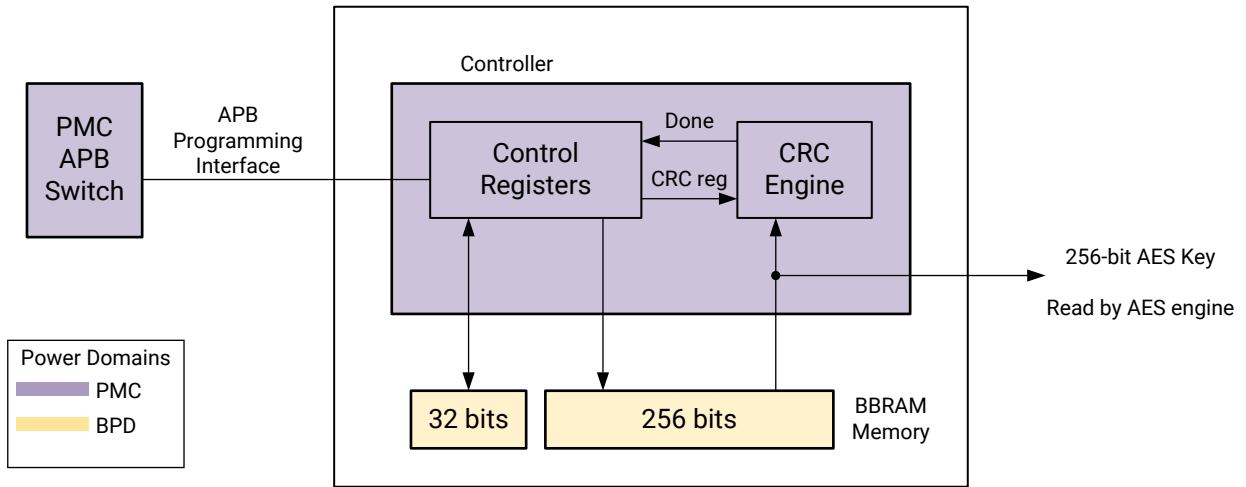 Controller
PMC
APB
Switch
APB
Programming
Interface
Control
Registers
Done
CRC reg
CRC
Engine
256-bit AES Key
Read by AES engine
Power Domains
PMC
BPD
32 bits
256 bits
BBRAM
Memory